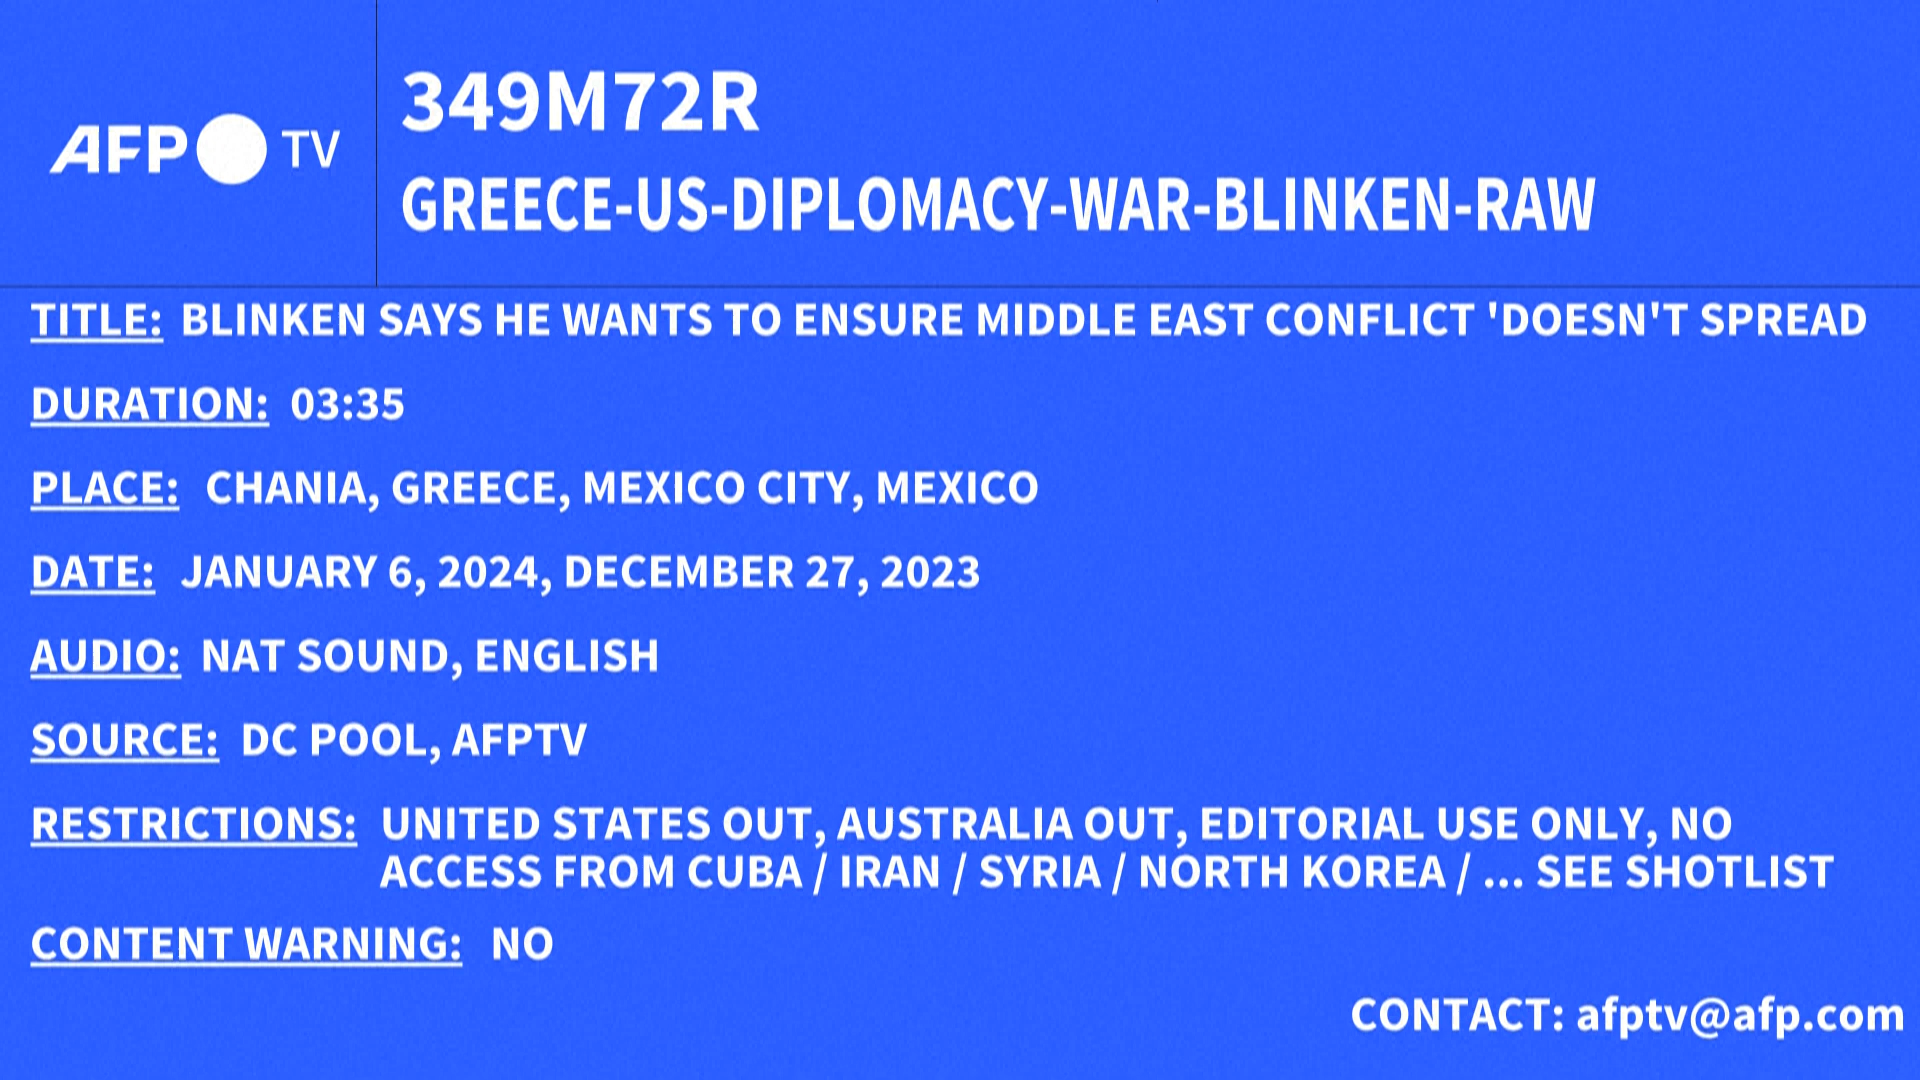 AFP TV
349M72R
GREECE-US-DIPLOMACY-WAR-BLINKEN-RAW
TITLE: BLINKEN SAYS HE WANTS TO ENSURE MIDDLE EAST CONFLICT 'DOESN'T SPREAD
DURATION: 03:35
PLACE: CHANIA, GREECE, MEXICO CITY, MEXICO
DATE: JANUARY 6, 2024, DECEMBER 27, 2023
AUDIO: NAT SOUND, ENGLISH
SOURCE: DC POOL, AFPTV
RESTRICTIONS: UNITED STATES OUT, AUSTRALIA OUT, EDITORIAL USE ONLY, NO
ACCESS FROM CUBA / IRAN / SYRIA / NORTH KOREA / ... SEE SHOTLIST
CONTENT WARNING: NO
CONTACT: afptv@afp.com